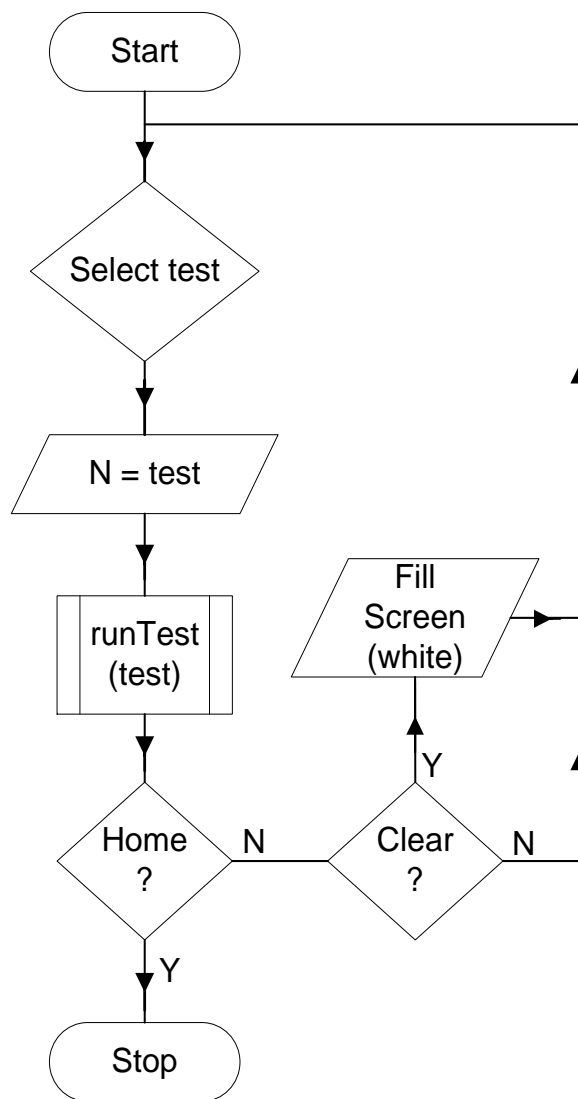 Start
Select test
N = test
runTest
(test)
Fill
Screen
(white)
Y
Home
?
N
Clear
?
N
Y
Stop